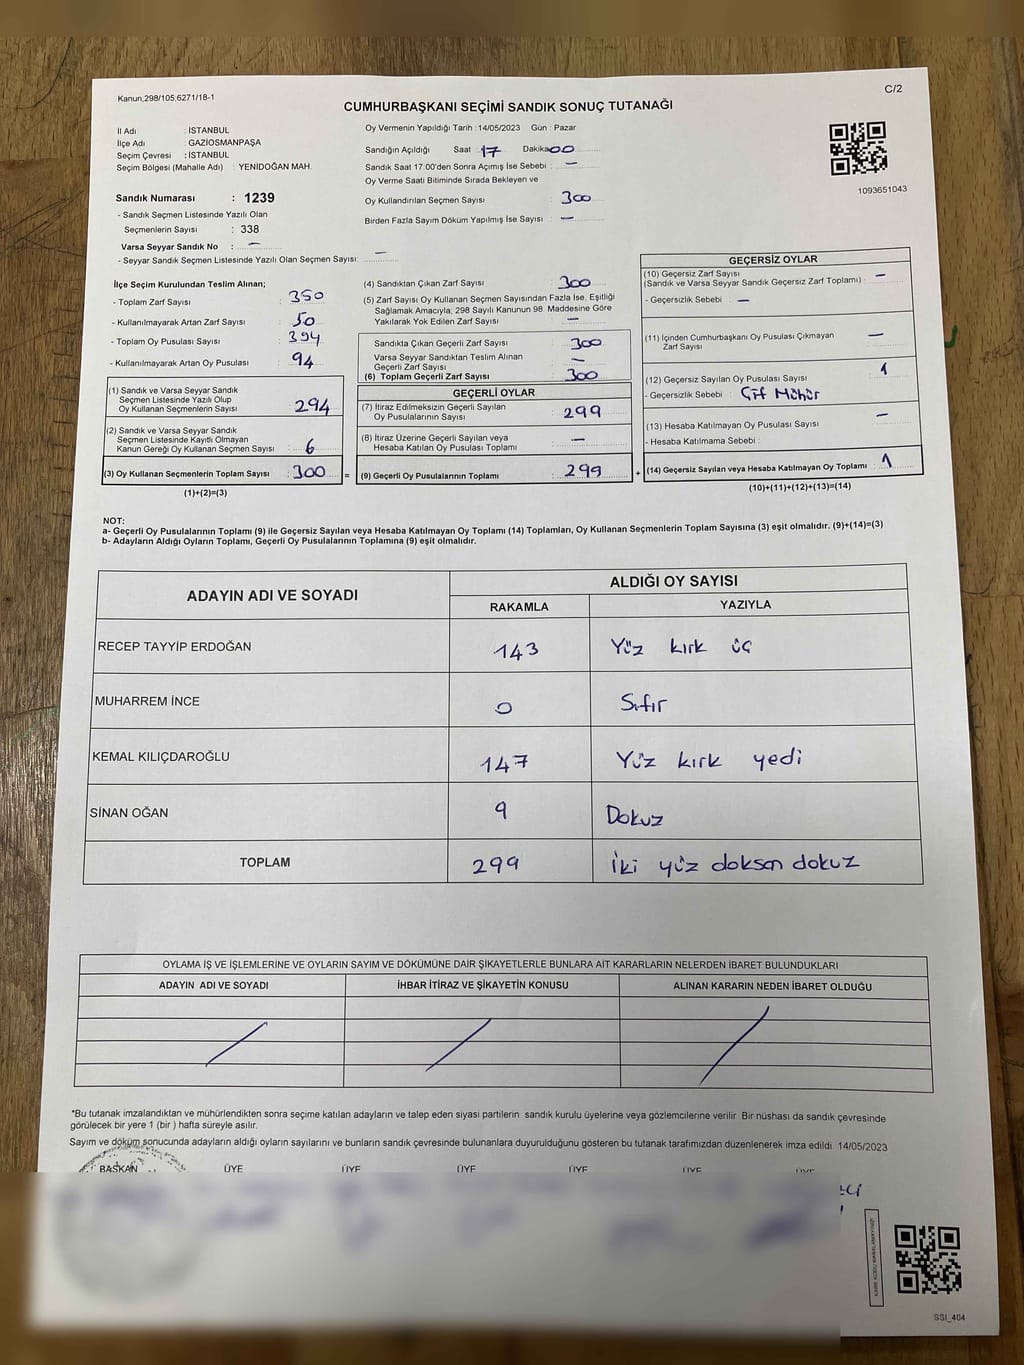 Kanun,298/105;6271/18-1
C/2
CUMHURBAŞKANI SEÇİMİ SANDIK SONUÇ TUTANAĞI
İl Adı : İSTANBUL
İlçe Adı : GAZİOSMANPAŞA
Seçim Çevresi : İSTANBUL
Seçim Bölgesi (Mahalle Adı) : YENİDOĞAN MAH.
Oy Vermenin Yapıldığı Tarih : 14/05/2023 Gün : Pazar
Sandığın Açıldığı Saat 17 Dakika 00
Sandık Saat 17:00'den Sonra Açımış İse Sebebi : —
Oy Verme Saati Bitiminde Sırada Bekleyen ve
Oy Kullandırılan Seçmen Sayısı : 300
Birden Fazla Sayım Döküm Yapılmış İse Sayısı : —
1093651043
Sandık Numarası : 1239
- Sandık Seçmen Listesinde Yazılı Olan
Seçmenlerin Sayısı : 338
Varsa Seyyar Sandık No : —
- Seyyar Sandık Seçmen Listesinde Yazılı Olan Seçmen Sayısı: —
İlçe Seçim Kurulundan Teslim Alınan;
- Toplam Zarf Sayısı : 350
- Kullanılmayarak Artan Zarf Sayısı : 50
- Toplam Oy Pusulası Sayısı : 394
- Kullanılmayarak Artan Oy Pusulası : 94
(1) Sandık ve Varsa Seyyar Sandık
Seçmen Listesinde Yazılı Olup
Oy Kullanan Seçmenlerin Sayısı : 294
(2) Sandık ve Varsa Seyyar Sandık
Seçmen Listesinde Kayıtlı Olmayan
Kanun Gereği Oy Kullanan Seçmen Sayısı : 6
(3) Oy Kullanan Seçmenlerin Toplam Sayısı : 300 =
(1)+(2)=(3)
(4) Sandıktan Çıkan Zarf Sayısı : 300
(5) Zarf Sayısı Oy Kullanan Seçmen Sayısından Fazla İse, Eşitliği
Sağlamak Amacıyla, 298 Sayılı Kanunun 98. Maddesine Göre
Yakılarak Yok Edilen Zarf Sayısı : —
Sandıkta Çıkan Geçerli Zarf Sayısı : 300
Varsa Seyyar Sandıktan Teslim Alınan
Geçerli Zarf Sayısı : —
(6) Toplam Geçerli Zarf Sayısı : 300
GEÇERLİ OYLAR
(7) İtiraz Edilmeksizin Geçerli Sayılan
Oy Pusulalarının Sayısı : 299
(8) İtiraz Üzerine Geçerli Sayılan veya
Hesaba Katılan Oy Pusulası Toplamı : —
(9) Geçerli Oy Pusulalarının Toplamı : 299 +
GEÇERSİZ OYLAR
(10) Geçersiz Zarf Sayısı
(Sandık ve Varsa Seyyar Sandık Geçersiz Zarf Toplamı) : —
- Geçersizlik Sebebi : —
(11) İçinden Cumhurbaşkanı Oy Pusulası Çıkmayan
Zarf Sayısı : —
(12) Geçersiz Sayılan Oy Pusulası Sayısı : 1
- Geçersizlik Sebebi : Çift Mühür
(13) Hesaba Katılmayan Oy Pusulası Sayısı : —
- Hesaba Katılmama Sebebi :
(14) Geçersiz Sayılan veya Hesaba Katılmayan Oy Toplamı : 1
(10)+(11)+(12)+(13)=(14)
NOT:
a- Geçerli Oy Pusulalarının Toplamı (9) ile Geçersiz Sayılan veya Hesaba Katılmayan Oy Toplamı (14) Toplamları, Oy Kullanan Seçmenlerin Toplam Sayısına (3) eşit olmalıdır. (9)+(14)=(3)
b- Adayların Aldığı Oyların Toplamı, Geçerli Oy Pusulalarının Toplamına (9) eşit olmalıdır.
ADAYIN ADI VE SOYADI
ALDIĞI OY SAYISI
RAKAMLA YAZIYLA
RECEP TAYYİP ERDOĞAN 143 Yüz kırk üç
MUHARREM İNCE 0 Sıfır
KEMAL KILIÇDAROĞLU 147 Yüz kırk yedi
SİNAN OĞAN 9 Dokuz
TOPLAM 299 İki yüz doksan dokuz
OYLAMA İŞ VE İŞLEMLERİNE VE OYLARIN SAYIM VE DÖKÜMÜNE DAİR ŞİKAYETLERLE BUNLARA AİT KARARLARIN NELERDEN İBARET BULUNDUKLARI
ADAYIN ADI VE SOYADI İHBAR İTİRAZ VE ŞİKAYETİN KONUSU ALINAN KARARIN NEDEN İBARET OLDUĞU
*Bu tutanak imzalandıktan ve mühürlendikten sonra seçime katılan adayların ve talep eden siyasi partilerin sandık kurulu üyelerine veya gözlemcilerine verilir. Bir nüshası da sandık çevresinde
görülecek bir yere 1 (bir ) hafta süreyle asılır.
Sayım ve döküm sonucunda adayların aldığı oyların sayılarını ve bunların sandık çevresinde bulunanlara duyurulduğunu gösteren bu tutanak tarafımızdan düzenlenerek imza edildi. 14/05/2023
BAŞKAN ÜYE ÜYE ÜYE ÜYE ÜYE ÜYE
SSI_404